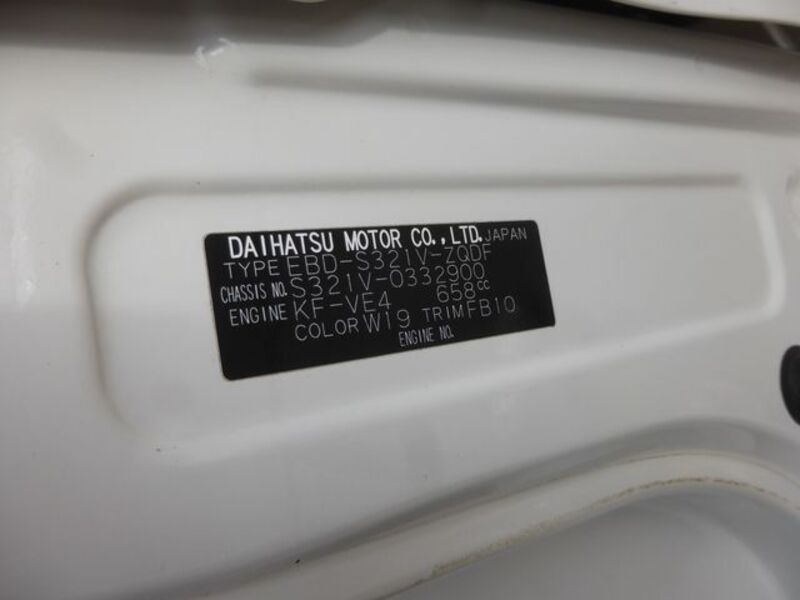 DAIHATSU MOTOR CO.,LTD. JAPAN
TYPE EBD-S321V-ZQDF
CHASSIS NO. S321V-0332900
ENGINE KF-VE4 658cc
COLOR W19 TRIM FB10
ENGINE NO.